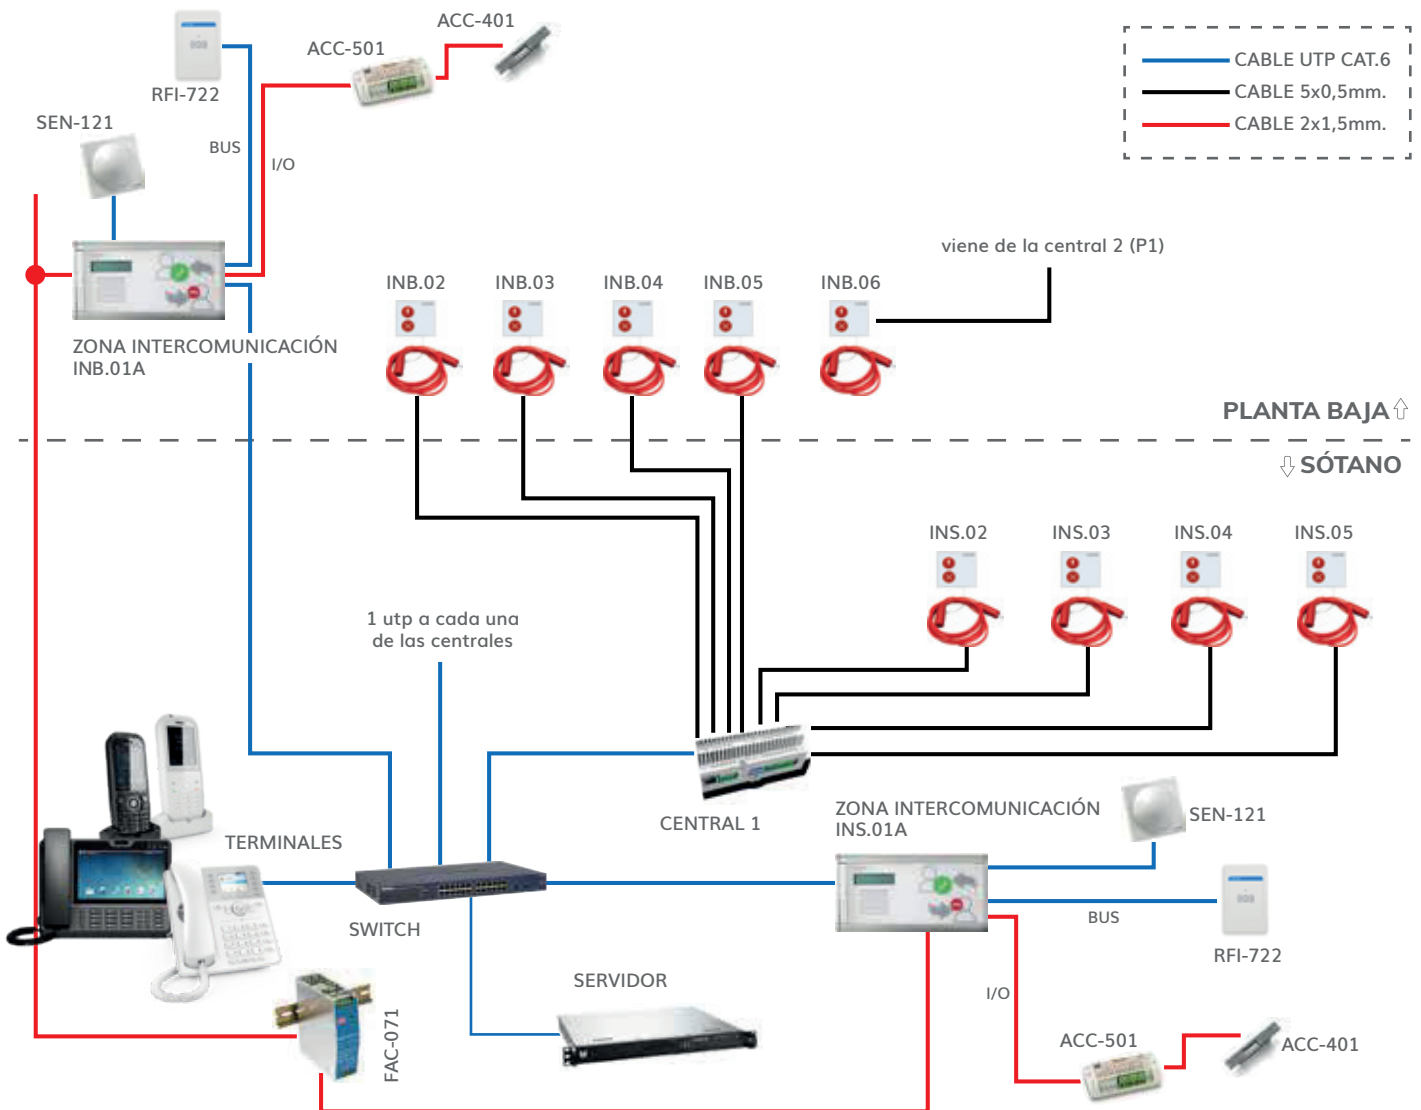 ACC-401
ACC-501
CABLE UTP CAT.6
CABLE 5x0,5mm.
CABLE 2x1,5mm.
RFI-722
SEN-121
BUS
I/O
viene de la central 2 (P1)
INB.02
INB.03
INB.04
INB.05
INB.06
ZONA INTERCOMUNICACIÓN
INB.01A
PLANTA BAJA
SÓTANO
INS.02
INS.03
INS.04
INS.05
1 utp a cada una
de las centrales
CENTRAL 1
ZONA INTERCOMUNICACIÓN
INS.01A
SEN-121
TERMINALES
SWITCH
BUS
RFI-722
SERVIDOR
I/O
FAC-071
ACC-501
ACC-401